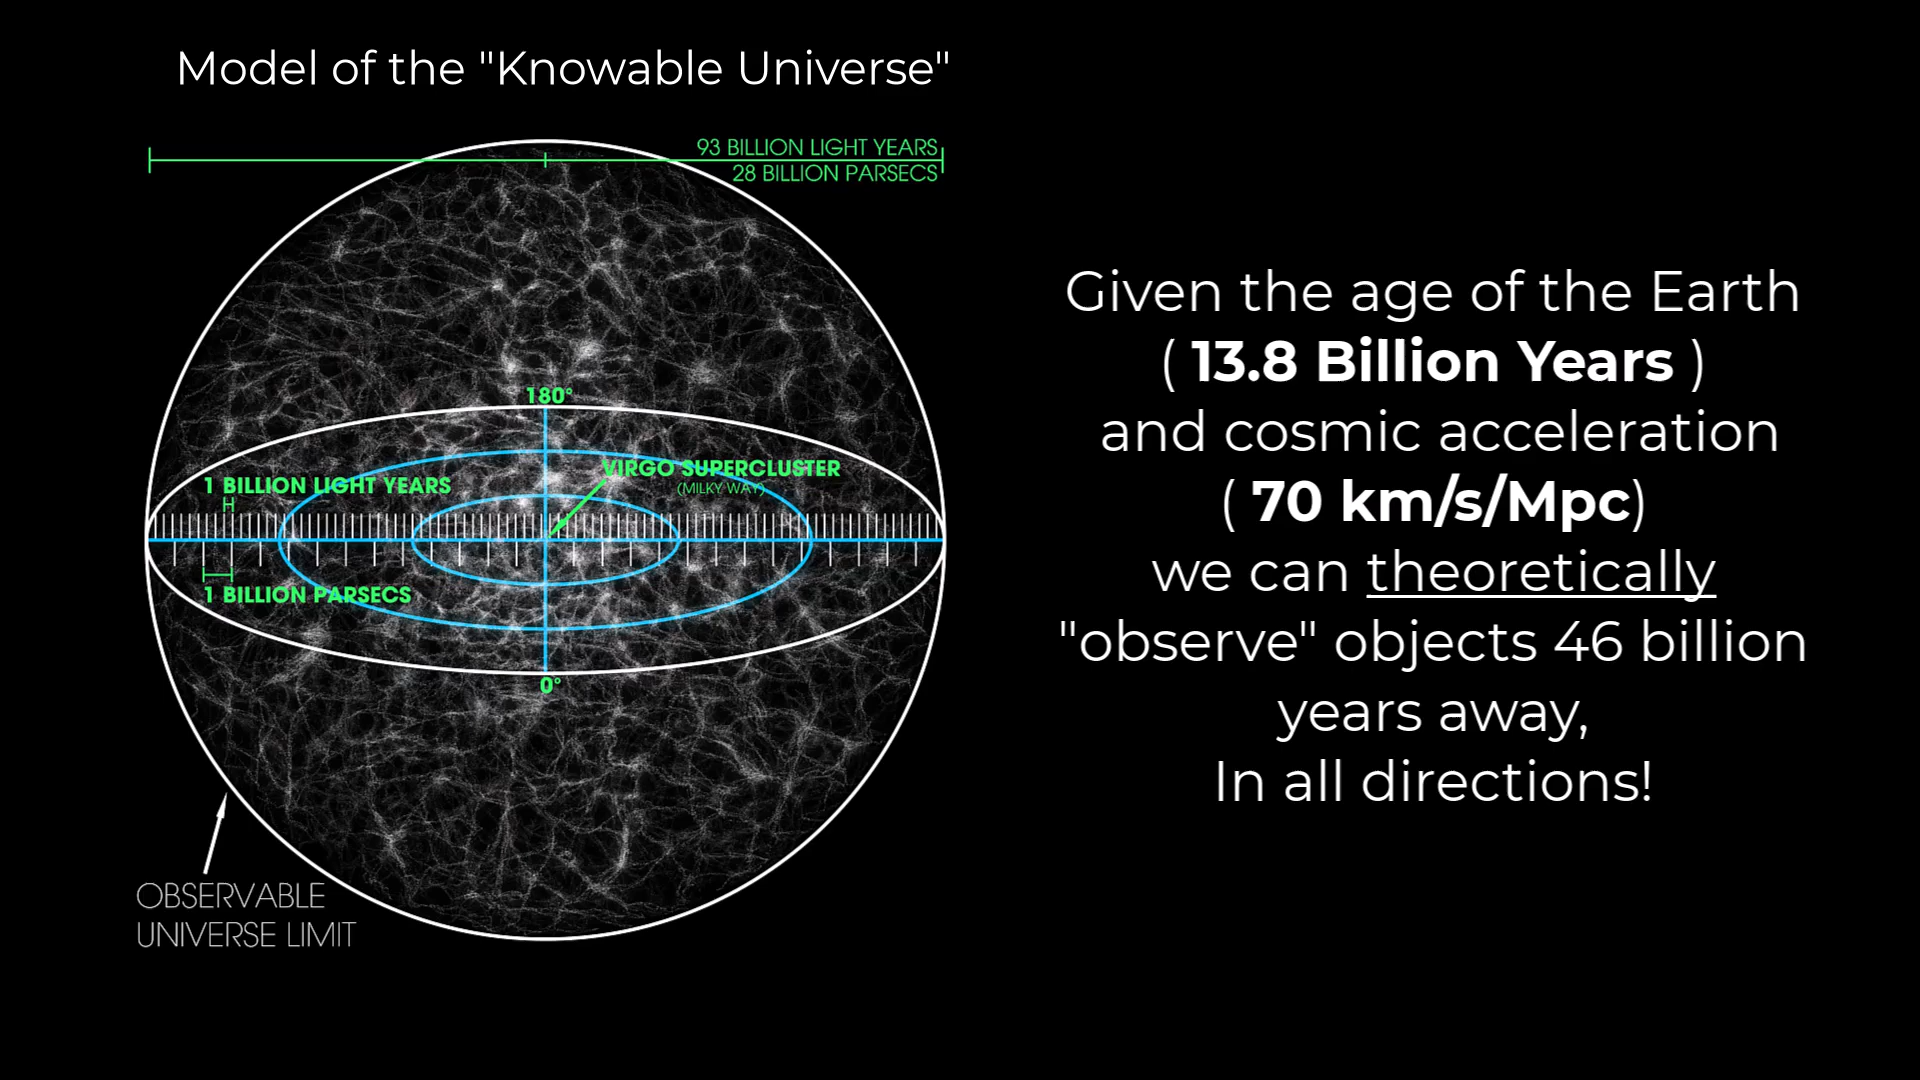 Model of the "Knowable Universe"
93 BILLION LIGHT YEARS
28 BILLION PARSECS
180°
VIRGO SUPERCLUSTER
(MILKY WAY)
1 BILLION LIGHT YEARS
1 BILLION PARSECS
0°
OBSERVABLE
UNIVERSE LIMIT
Given the age of the Earth
( 13.8 Billion Years )
and cosmic acceleration
( 70 km/s/Mpc)
we can theoretically
"observe" objects 46 billion
years away,
In all directions!